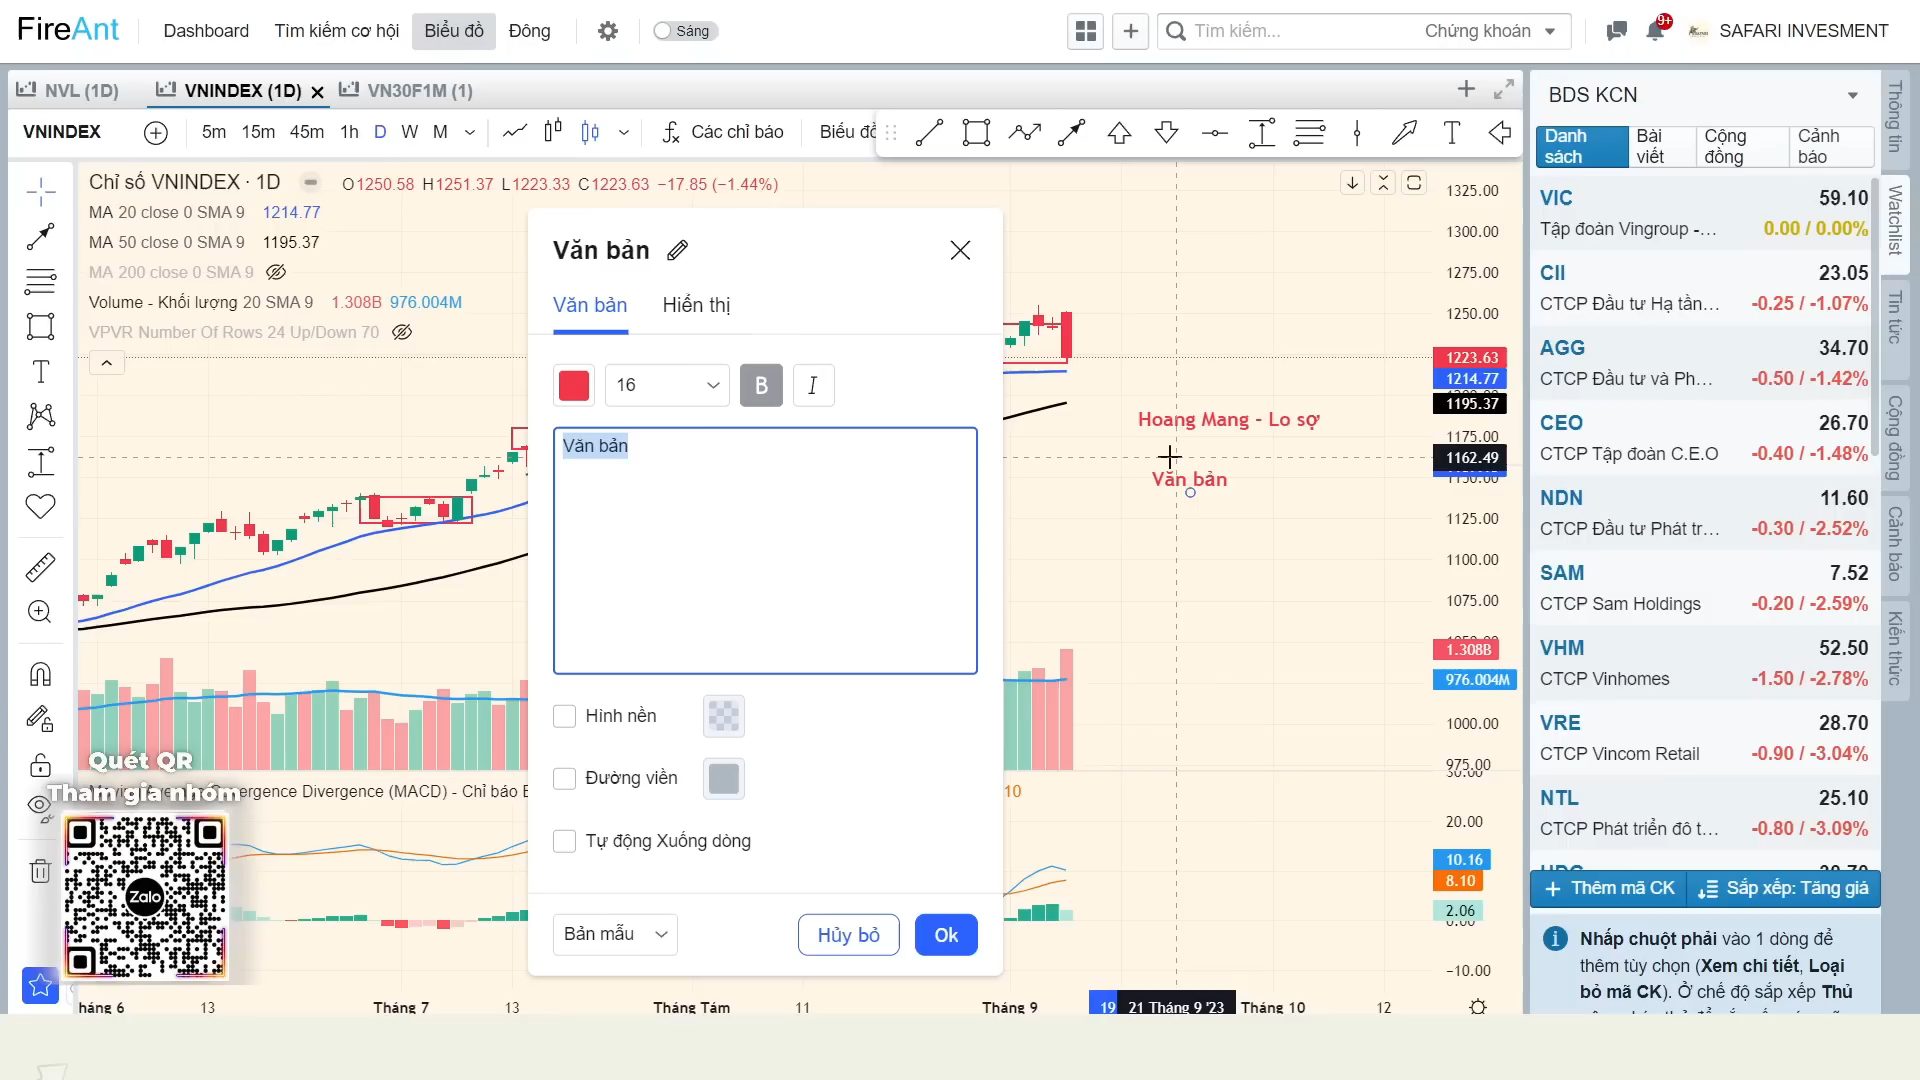 FireAnt
Dashboard
Tìm kiếm cơ hội
Biểu đồ
Đông
Sáng
Tìm kiếm...
Chứng khoán
9+
SAFARI INVESMENT
NVL (1D)
VNINDEX (1D)
VN30F1M (1)
VNINDEX
5m 15m 45m 1h D W M
Các chỉ báo
Biểu đồ
Chỉ số VNINDEX · 1D
O1250.58 H1251.37 L1223.33 C1223.63 −17.85 (−1.44%)
MA 20 close 0 SMA 9 1214.77
MA 50 close 0 SMA 9 1195.37
MA 200 close 0 SMA 9
Volume - Khối lượng 20 SMA 9 1.308B 976.004M
VPVR Number Of Rows 24 Up/Down 70
Văn bản
Văn bản
Hiển thị
16
B
I
Văn bản
Hình nền
Đường viền
Tự động Xuống dòng
Bản mẫu
Hủy bỏ
Ok
Hoang Mang - Lo sợ
Văn bản
1325.00
1300.00
1275.00
1250.00
1223.63
1214.77
1195.37
1175.00
1162.49
1150.00
1125.00
1100.00
1075.00
1050.00
1.308B
976.004M
1000.00
975.00
30.00
20.00
10.16
8.10
2.06
0.00
−10.00
Quét QR
Tham gia nhóm
Zalo
ergence Divergence (MACD) - Chỉ báo
10
háng 6
13
Tháng 7
13
Tháng Tám
11
Tháng 9
19
21 Tháng 9 '23
Tháng 10
12
BDS KCN
Danh sách
Bài viết
Cộng đồng
Cảnh báo
VIC 59.10
Tập đoàn Vingroup -... 0.00 / 0.00%
CII 23.05
CTCP Đầu tư Hạ tần... -0.25 / -1.07%
AGG 34.70
CTCP Đầu tư và Ph... -0.50 / -1.42%
CEO 26.70
CTCP Tập đoàn C.E.O -0.40 / -1.48%
NDN 11.60
CTCP Đầu tư Phát tr... -0.30 / -2.52%
SAM 7.52
CTCP Sam Holdings -0.20 / -2.59%
VHM 52.50
CTCP Vinhomes -1.50 / -2.78%
VRE 28.70
CTCP Vincom Retail -0.90 / -3.04%
NTL 25.10
CTCP Phát triển đô t... -0.80 / -3.09%
Thêm mã CK
Sắp xếp: Tăng giá
Nhấp chuột phải vào 1 dòng để
thêm tùy chọn (Xem chi tiết, Loại
bỏ mã CK). Ở chế độ sắp xếp Thủ
Thông tin
Watchlist
Tin tức
Cộng đồng
Cảnh báo
Kiến thức